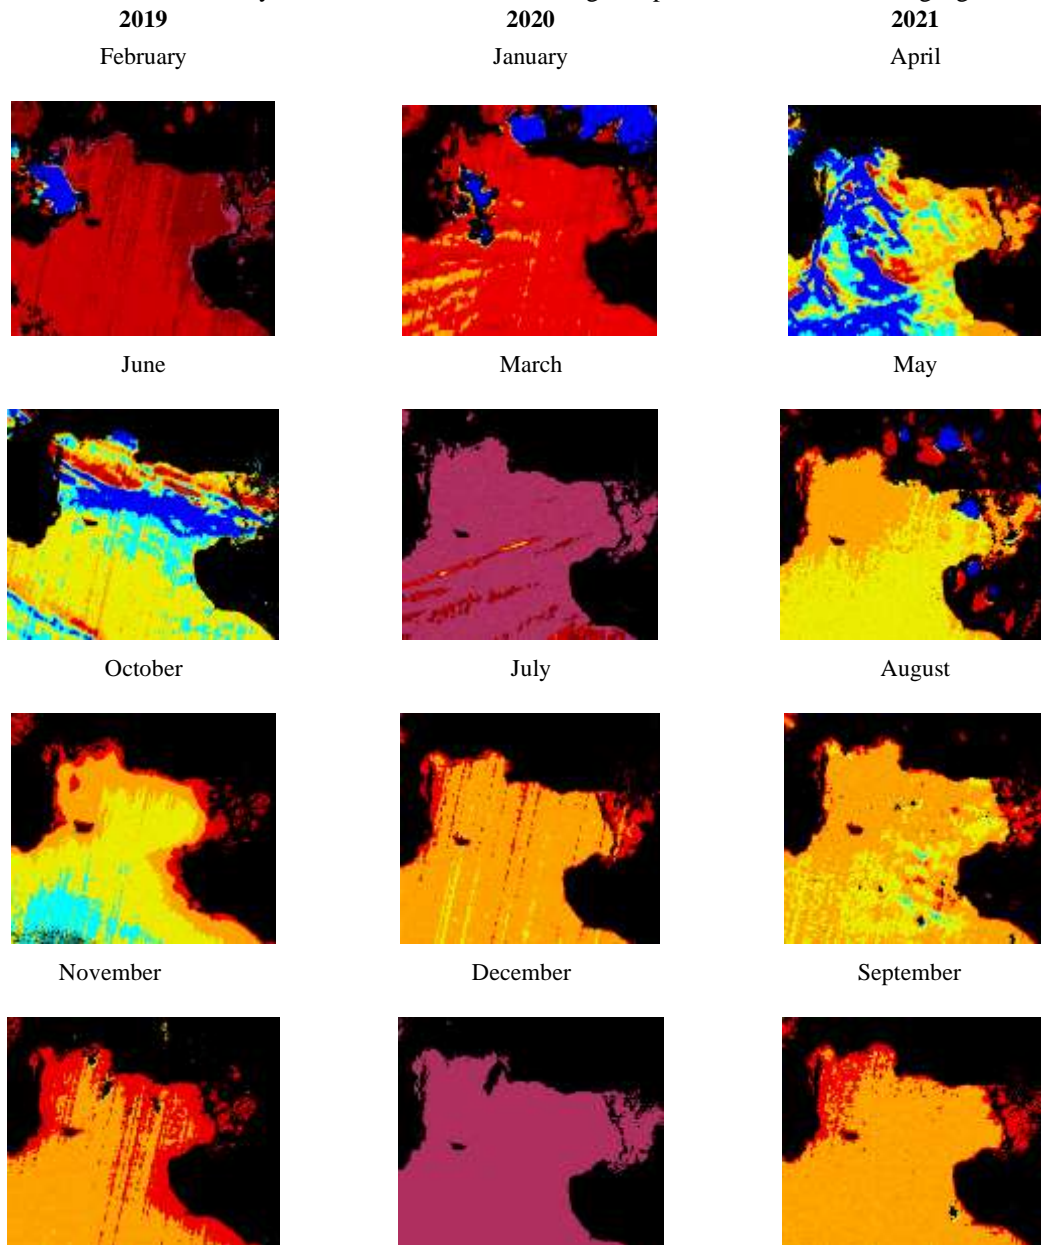 2019 2020 2021
February January April
June March May
October July August
November December September